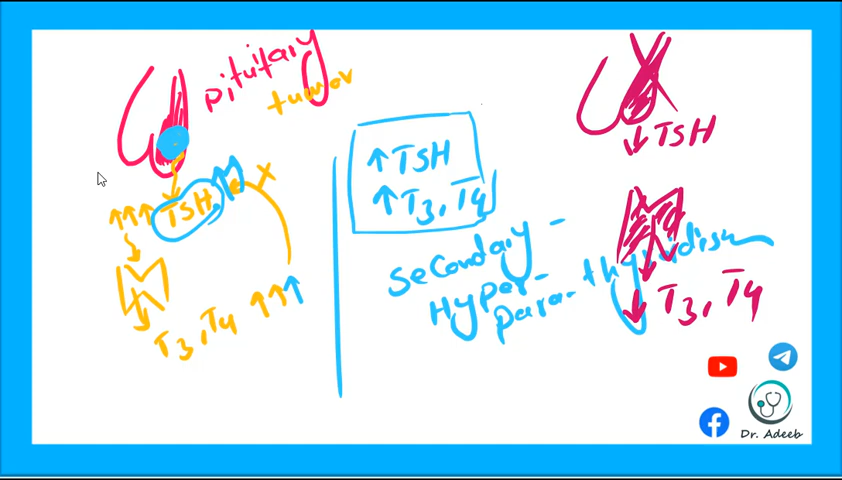 pituitary
tumor
↑↑↑ TSH ↑↑ X
T3, T4 ↑↑↑
↑ TSH
↑ T3, T4
Secondary -
Hyper-
para- thyroidism
↓ TSH
↓ T3, T4
Dr. Adeeb